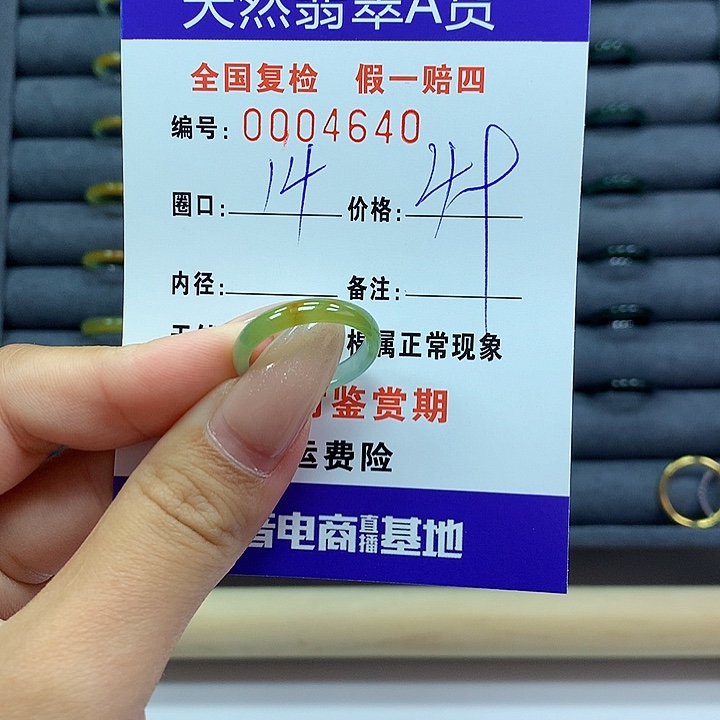 天然翡翠A货
全国复检 假一赔四
编号: 0004640
圈口: 14 价格: 49
内径: 备注:
属正常现象
鉴赏期
运费险
电商直播基地